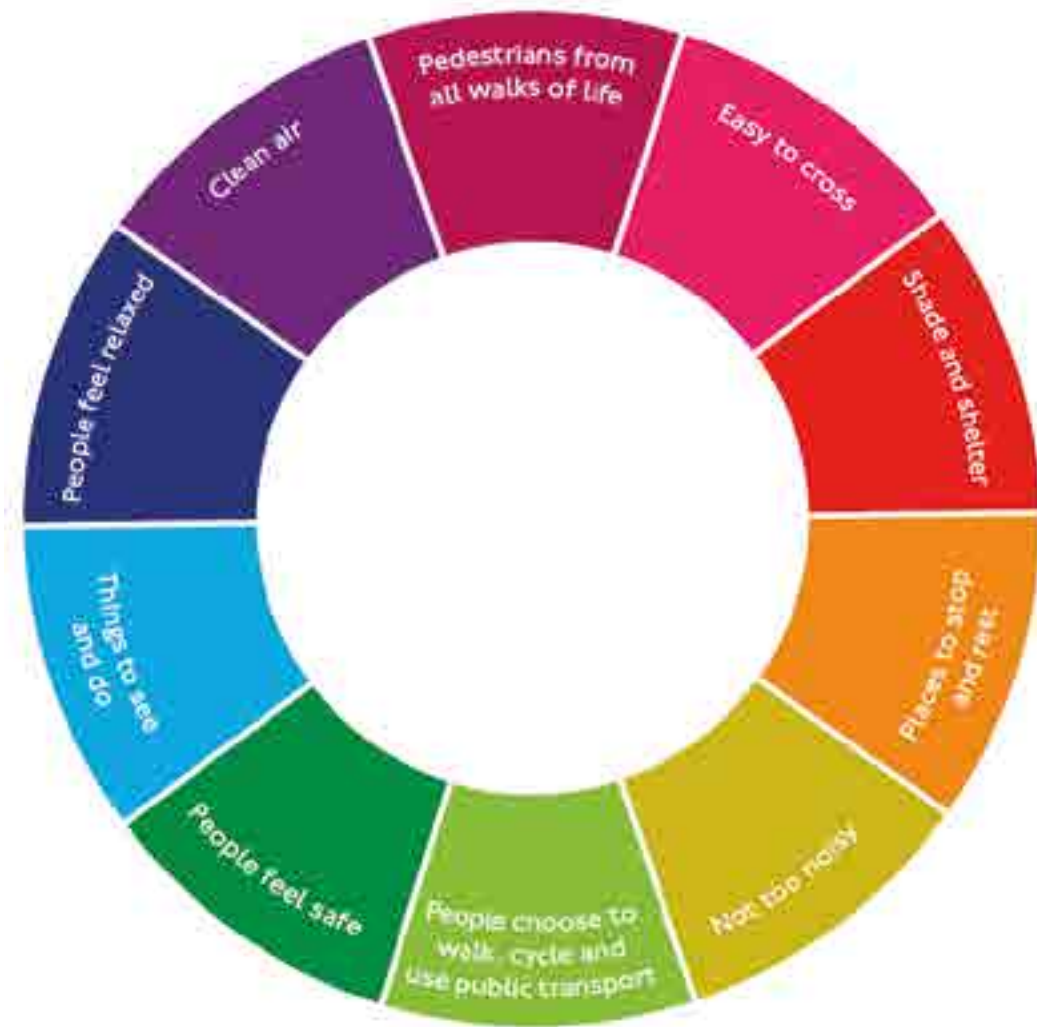 Pedestrians from
all walks of life
Easy to cross
Shade and shelter
Places to stop
and rest
Not too noisy
People choose to
walk, cycle and
use public transport
People feel safe
Things to see
and do
People feel relaxed
Clean air